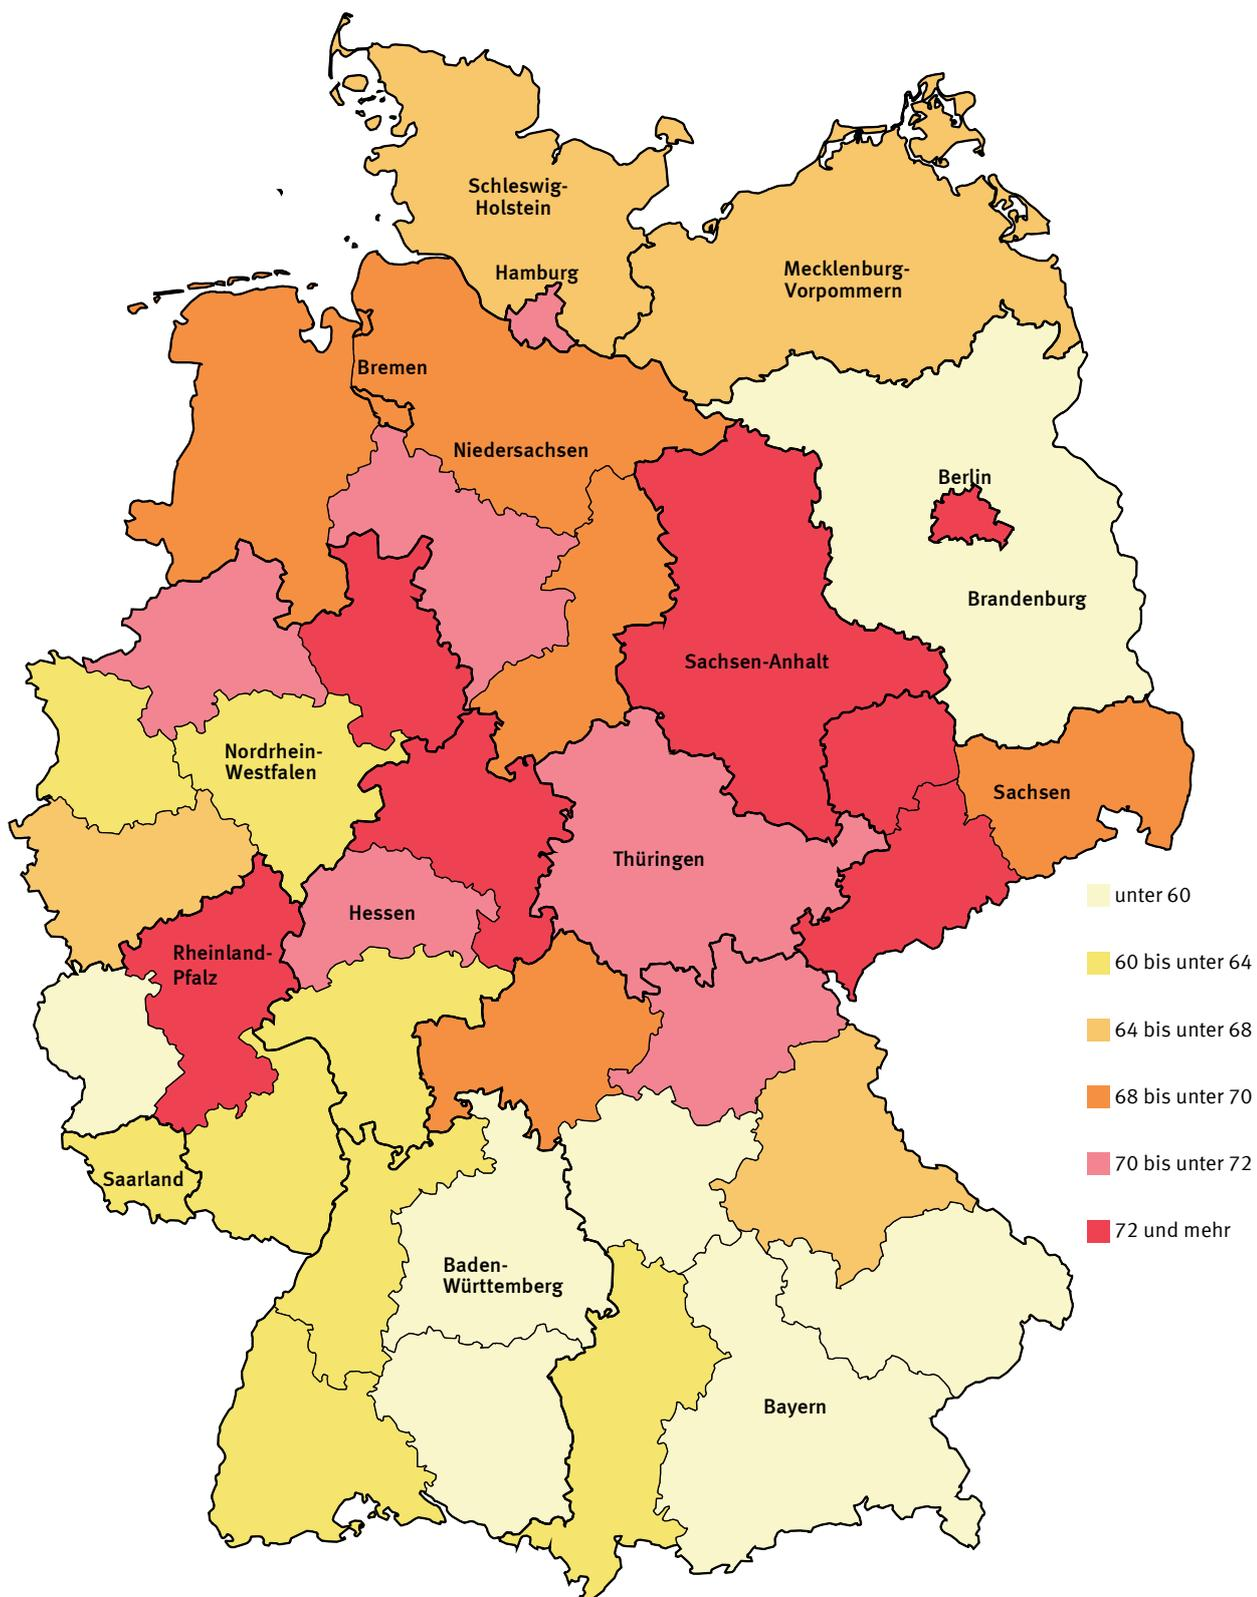 Schleswig-
Holstein
Hamburg
Mecklenburg-
Vorpommern
Bremen
Niedersachsen
Berlin
Brandenburg
Sachsen-Anhalt
Nordrhein-
Westfalen
Sachsen
Thüringen
Hessen
Rheinland-
Pfalz
Saarland
Baden-
Württemberg
Bayern
unter 60
60 bis unter 64
64 bis unter 68
68 bis unter 70
70 bis unter 72
72 und mehr